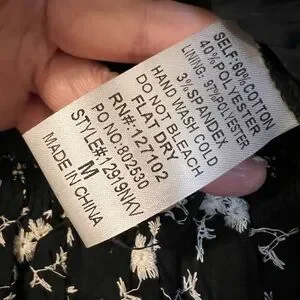 SELF: 60%COTTON
40%POLYESTER
LINING: 97%POLYESTER
3%SPANDEX
HAND WASH COLD
DO NOT BLEACH
FLAT DRY
RN#:127102
PO NO:802530
STYLE#12919NKV
M
MADE IN CHINA